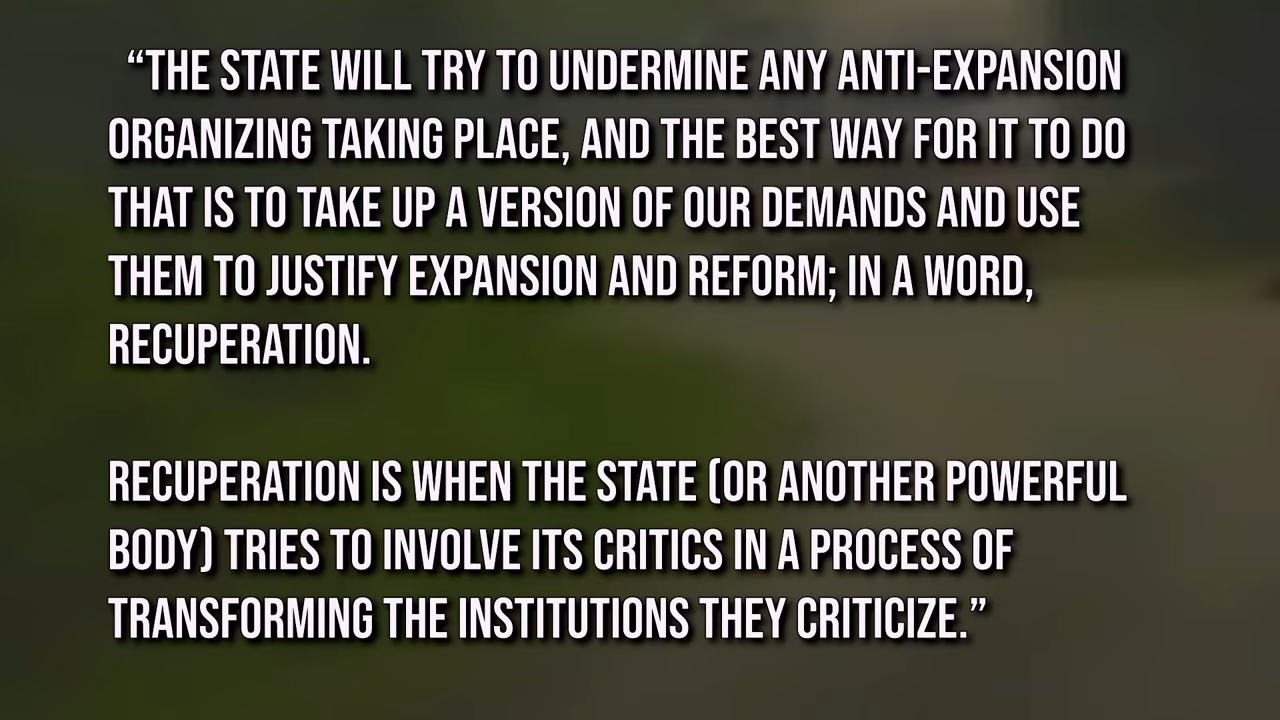 “THE STATE WILL TRY TO UNDERMINE ANY ANTI-EXPANSION
ORGANIZING TAKING PLACE, AND THE BEST WAY FOR IT TO DO
THAT IS TO TAKE UP A VERSION OF OUR DEMANDS AND USE
THEM TO JUSTIFY EXPANSION AND REFORM; IN A WORD,
RECUPERATION.
RECUPERATION IS WHEN THE STATE (OR ANOTHER POWERFUL
BODY) TRIES TO INVOLVE ITS CRITICS IN A PROCESS OF
TRANSFORMING THE INSTITUTIONS THEY CRITICIZE.”